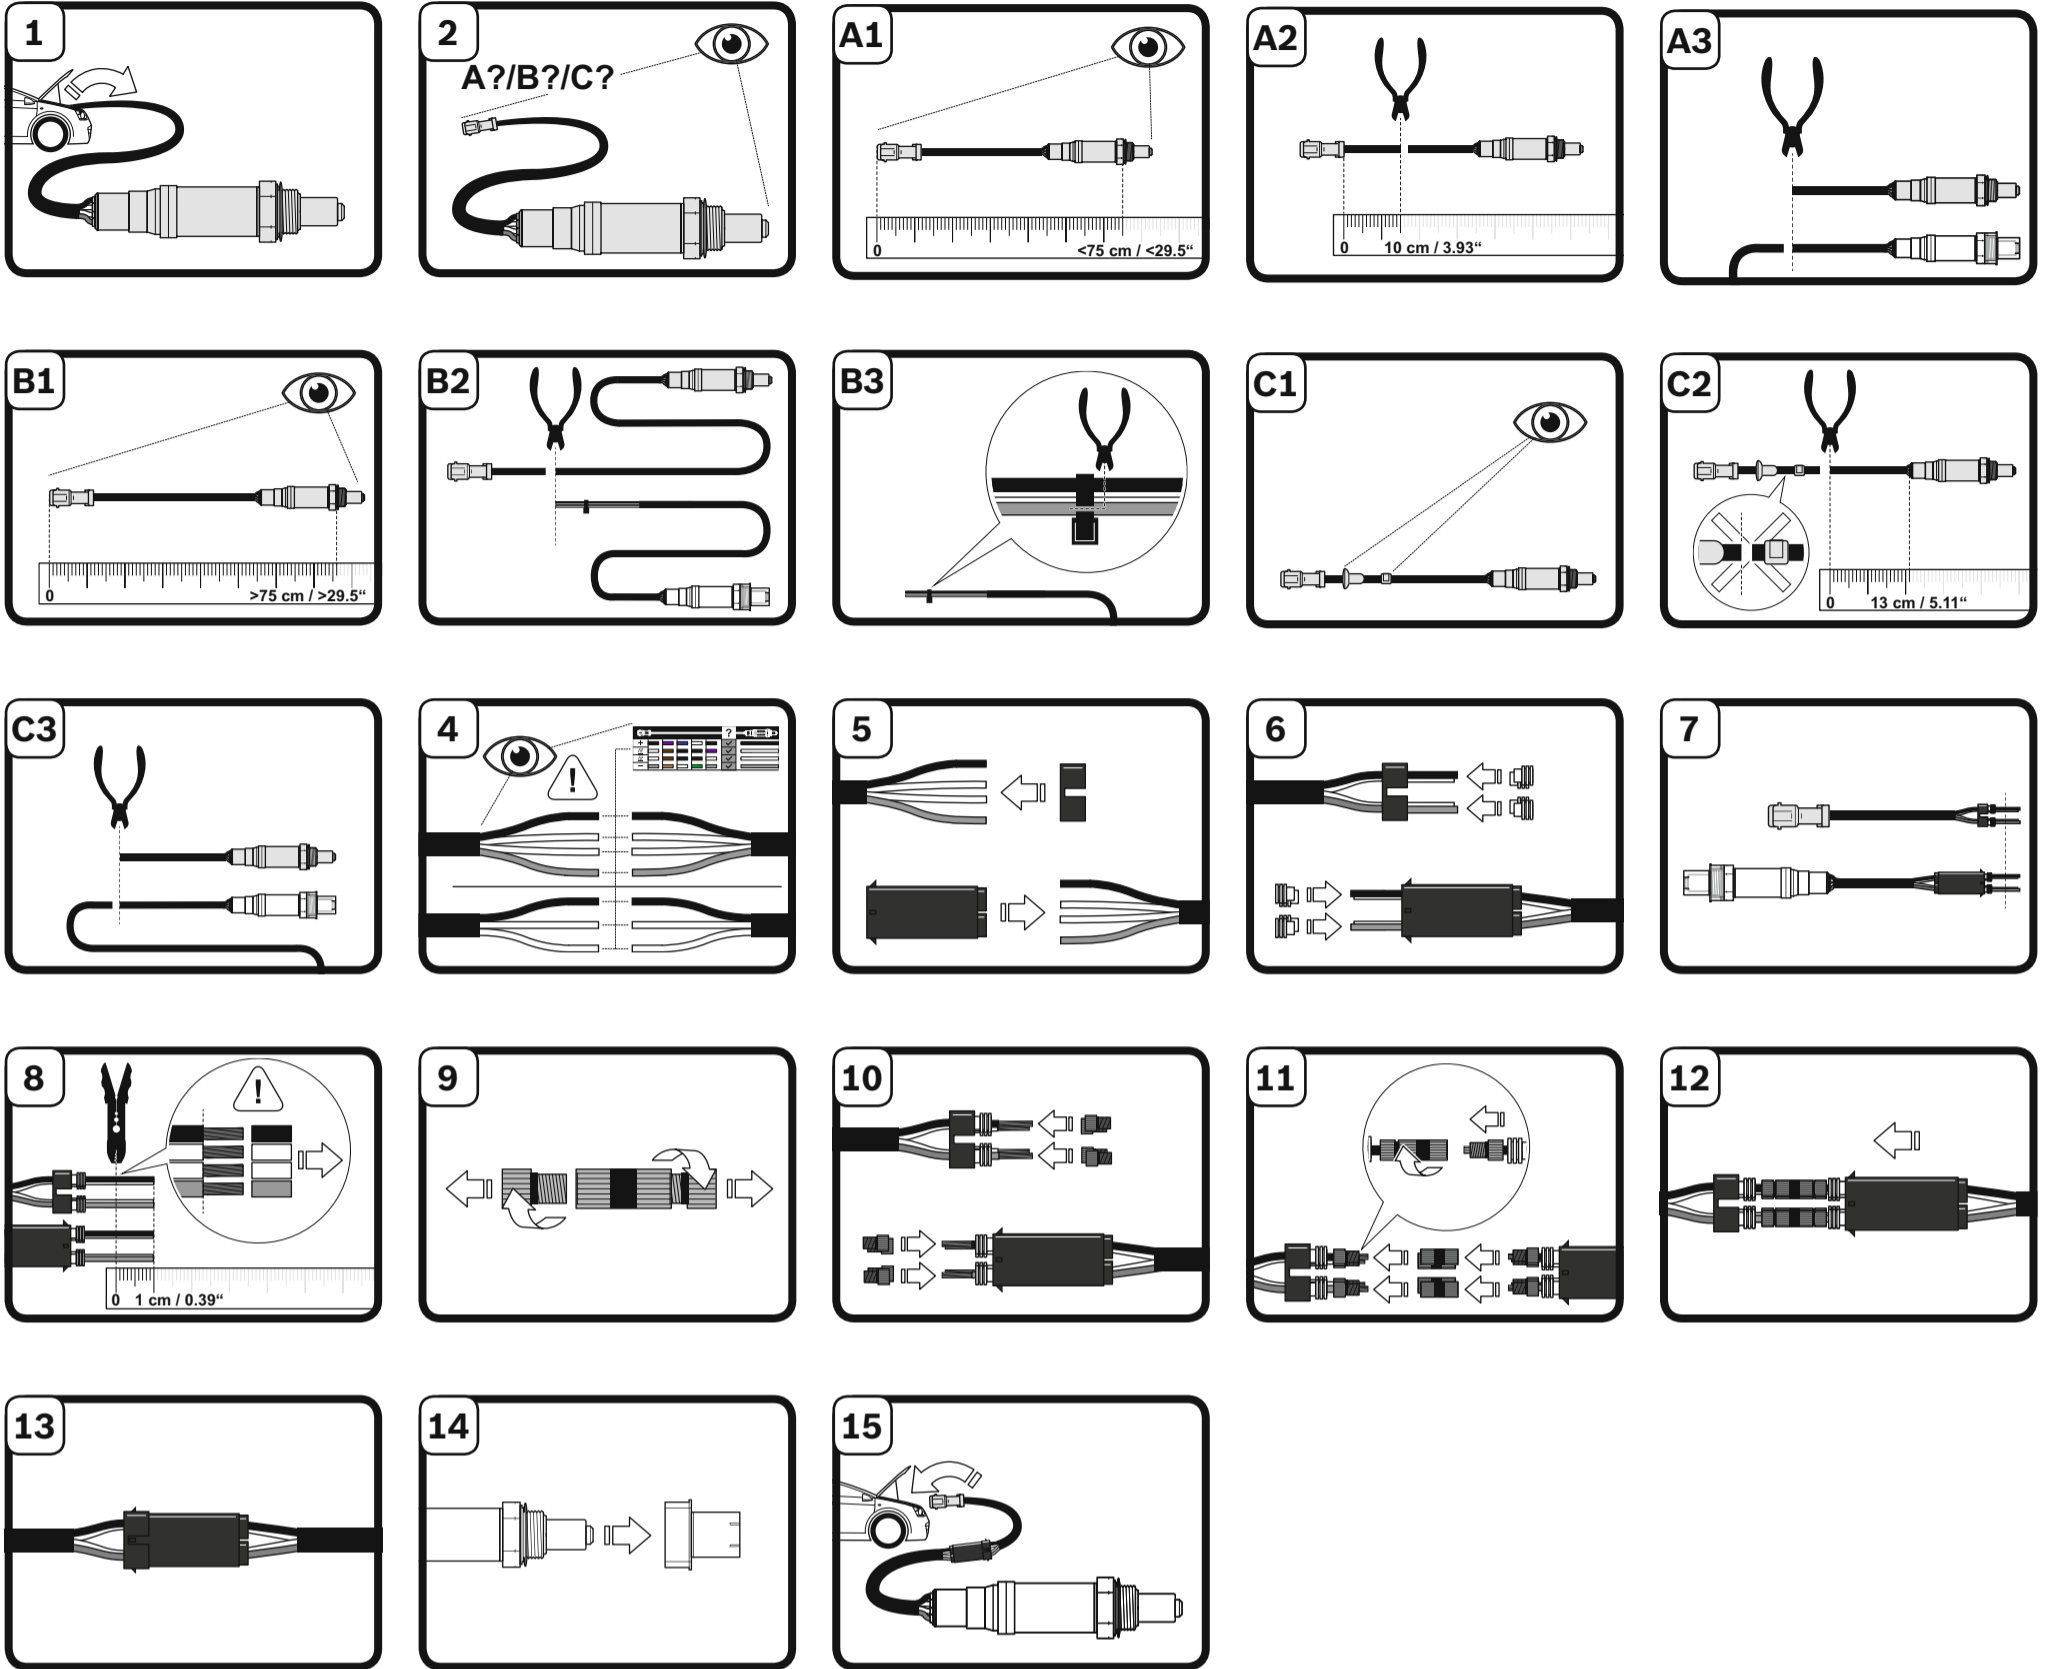 1
2
A?/B?/C?
A1
0 <75 cm / <29.5“
A2
0 10 cm / 3.93“
A3
B1
0 >75 cm / >29.5“
B2
B3
C1
C2
0 13 cm / 5.11“
C3
4
!
?
+
−
5
6
7
8
!
0 1 cm / 0.39“
9
10
11
12
13
14
15